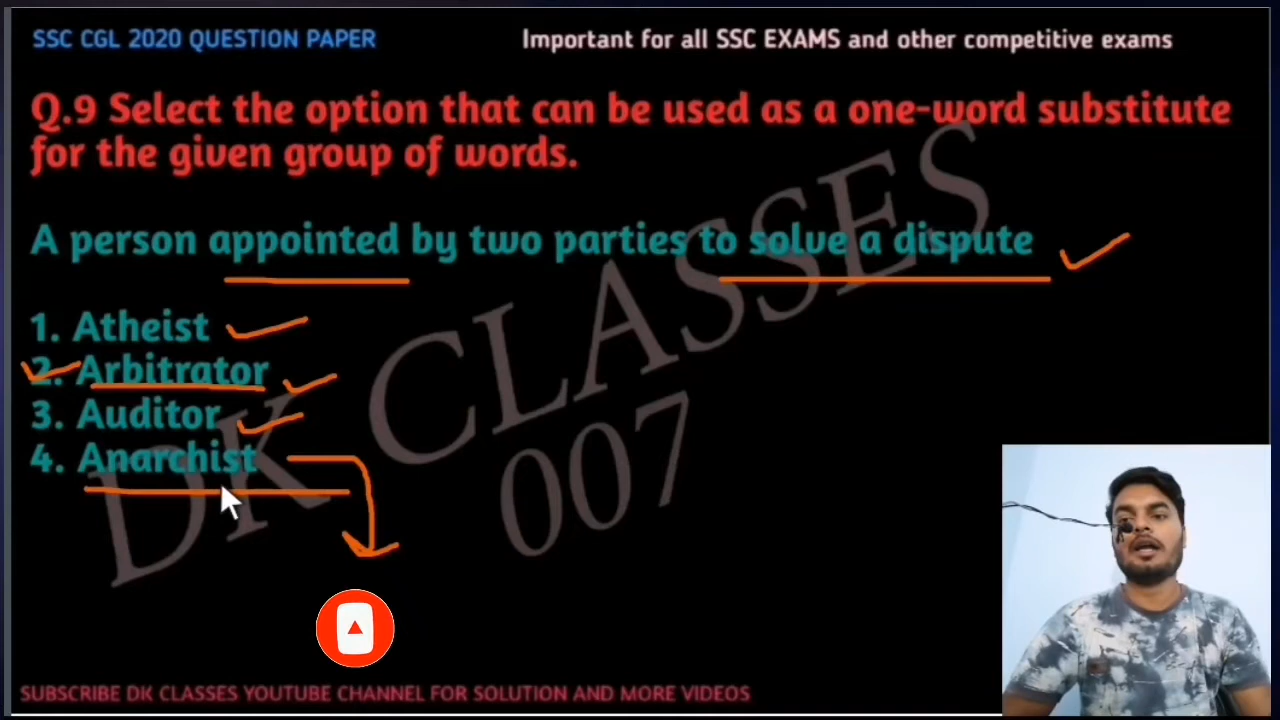 SSC CGL 2020 QUESTION PAPER
Important for all SSC EXAMS and other competitive exams
Q.9 Select the option that can be used as a one-word substitute
for the given group of words.
A person appointed by two parties to solve a dispute
1. Atheist
2. Arbitrator
3. Auditor
4. Anarchist
DK CLASSES
007
SUBSCRIBE DK CLASSES YOUTUBE CHANNEL FOR SOLUTION AND MORE VIDEOS